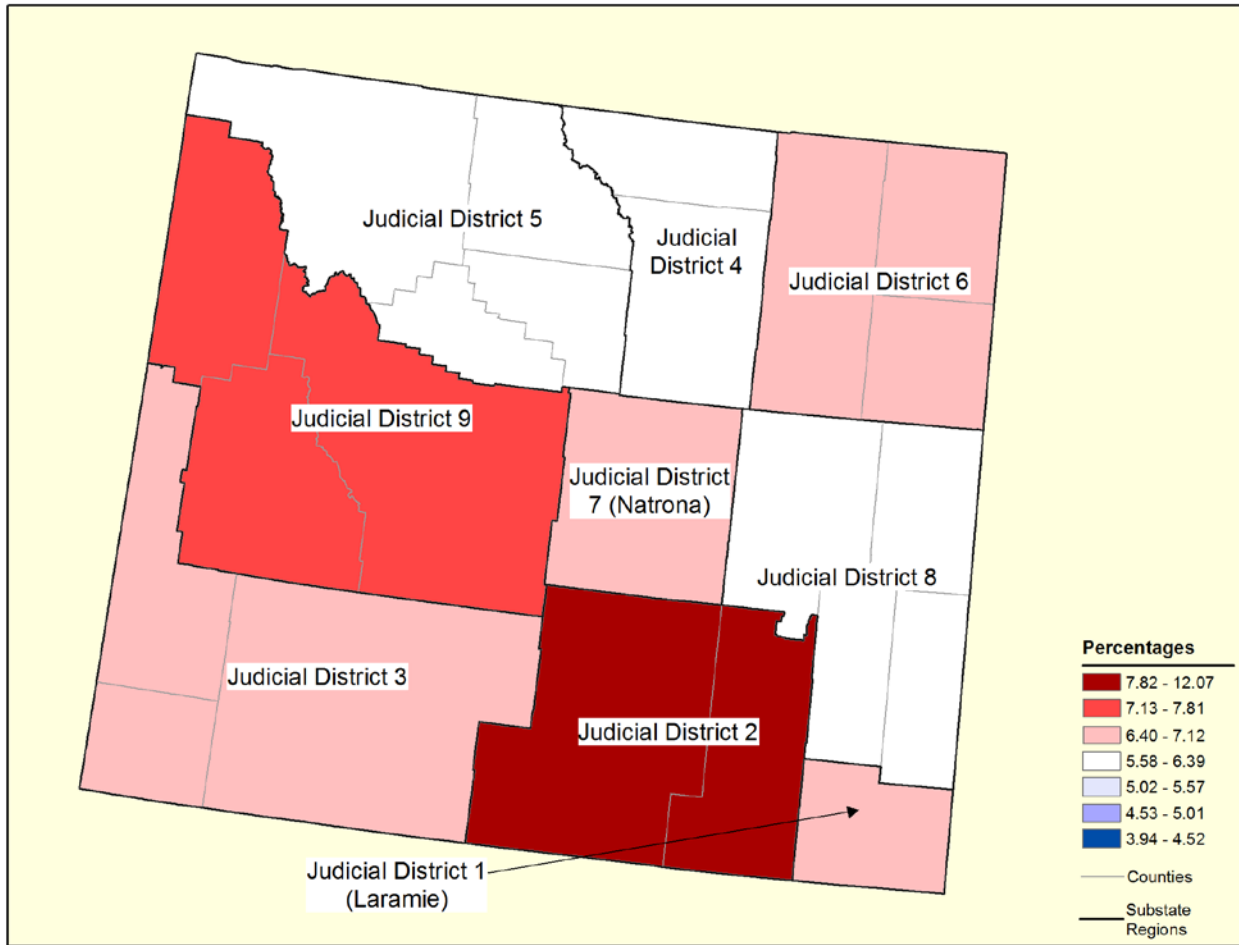 Judicial District 5
Judicial
District 4
Judicial District 6
Judicial District 9
Judicial District
7 (Natrona)
Judicial District 8
Judicial District 3
Judicial District 2
Judicial District 1
(Laramie)
Percentages
7.82 - 12.07
7.13 - 7.81
6.40 - 7.12
5.58 - 6.39
5.02 - 5.57
4.53 - 5.01
3.94 - 4.52
Counties
Substate
Regions